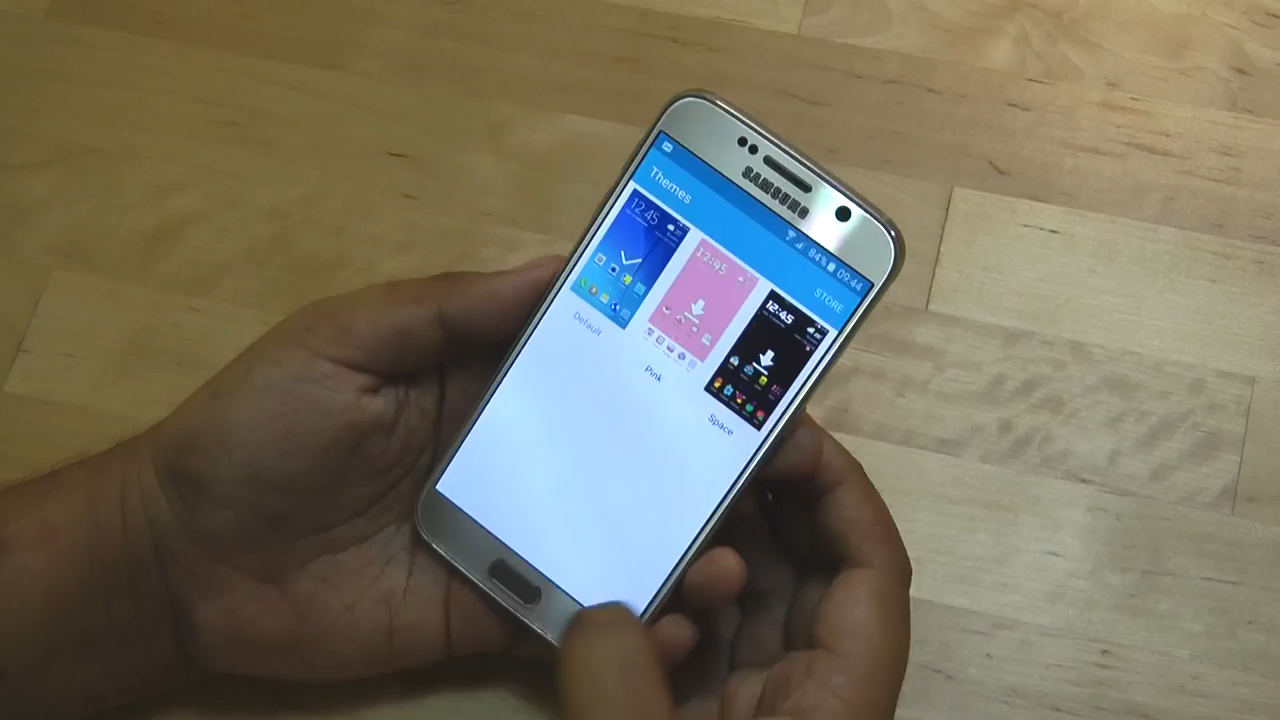 SAMSUNG
84% 09:44
Themes
STORE
12:45
12:45
12:45
Default
Pink
Space